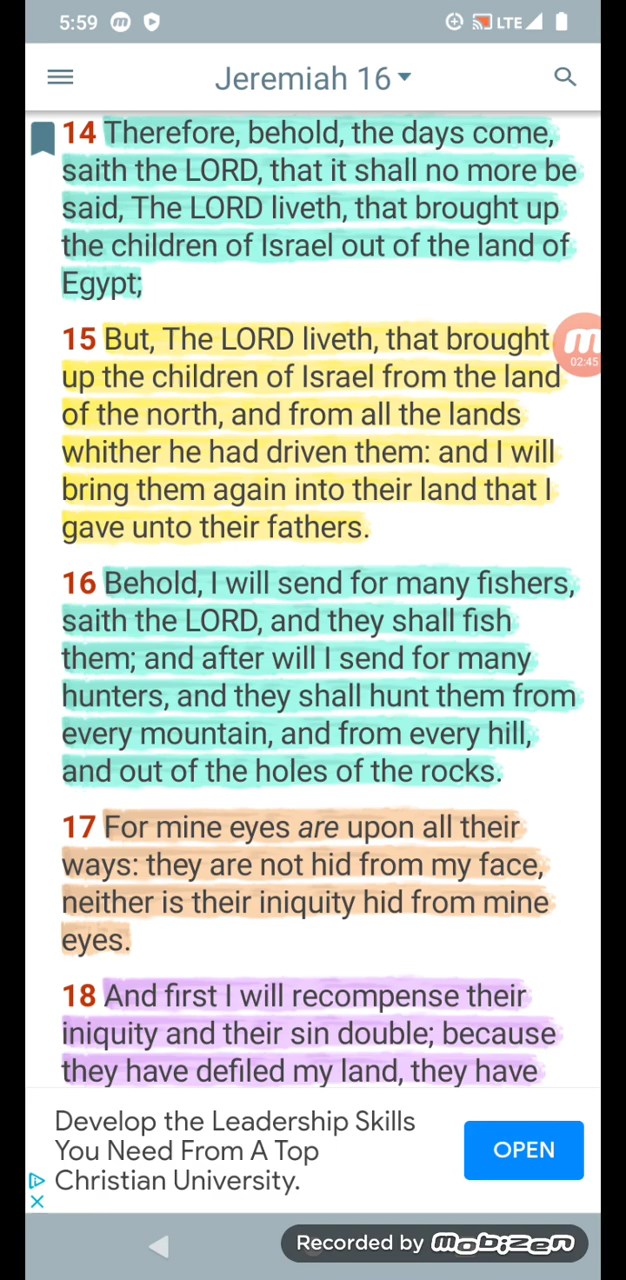 5:59
LTE
Jeremiah 16
14 Therefore, behold, the days come,
saith the LORD, that it shall no more be
said, The LORD liveth, that brought up
the children of Israel out of the land of
Egypt;
15 But, The LORD liveth, that brought
up the children of Israel from the land
of the north, and from all the lands
whither he had driven them: and I will
bring them again into their land that I
gave unto their fathers.
02:45
16 Behold, I will send for many fishers,
saith the LORD, and they shall fish
them; and after will I send for many
hunters, and they shall hunt them from
every mountain, and from every hill,
and out of the holes of the rocks.
17 For mine eyes are upon all their
ways: they are not hid from my face,
neither is their iniquity hid from mine
eyes.
18 And first I will recompense their
iniquity and their sin double; because
they have defiled my land, they have
Develop the Leadership Skills
You Need From A Top
Christian University.
OPEN
Recorded by mobizen